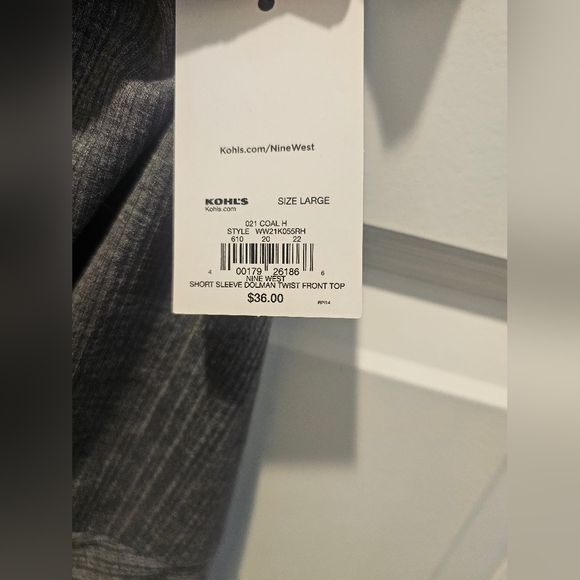 Kohls.com/NineWest
KOHL'S SIZE LARGE
Kohls.com
021 COAL H
STYLE WW21K055RH
610 20 22
4 00179 26186 6
NINE WEST
SHORT SLEEVE DOLMAN TWIST FRONT TOP
$36.00